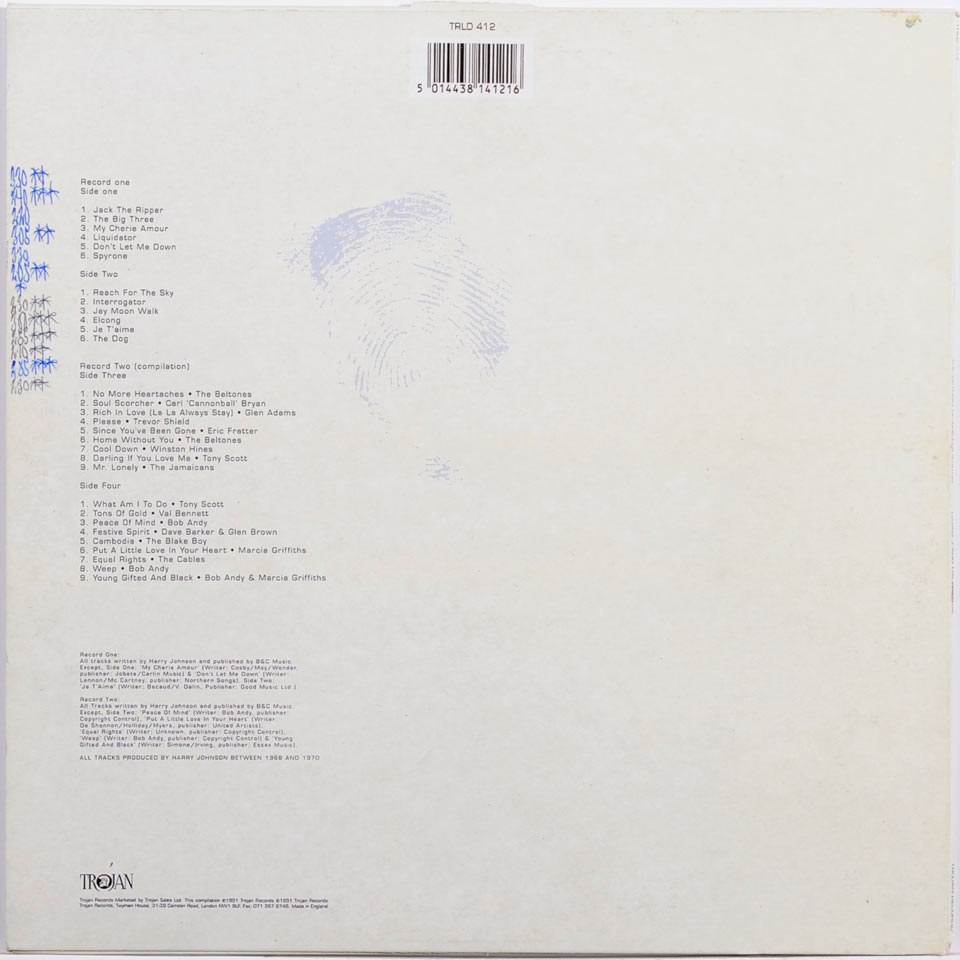 TRLD 412
5 014438 141216
Record one
Side one
1. Jack The Ripper
2. The Big Three
3. My Cherie Amour
4. Liquidator
5. Don't Let Me Down
6. Spyrone
Side Two
1. Reach For The Sky
2. Interrogator
3. Jay Moon Walk
4. Elcong
5. Je T'aime
6. The Dog
Record Two (compilation)
Side Three
1. No More Heartaches • The Beltones
2. Soul Scorcher • Carl 'Cannonball' Bryan
3. Rich In Love (La La Always Stay) • Glen Adams
4. Please • Trevor Shield
5. Since You've Been Gone • Eric Fratter
6. Home Without You • The Beltones
7. Cool Down • Winston Hines
8. Darling If You Love Me • Tony Scott
9. Mr. Lonely • The Jamaicans
Side Four
1. What Am I To Do • Tony Scott
2. Tons Of Gold • Val Bennett
3. Peace Of Mind • Bob Andy
4. Festive Spirit • Dave Barker & Glen Brown
5. Cambodia • The Blake Boy
6. Put A Little Love In Your Heart • Marcia Griffiths
7. Equal Rights • The Cables
8. Weep • Bob Andy
9. Young Gifted And Black • Bob Andy & Marcia Griffiths
Record One:
All tracks written by Harry Johnson and published by B&C Music,
Except, Side One: 'My Cherie Amour' (Writer: Cosby/Moy/Wonder,
publisher: Jobete/Carlin Music) & 'Don't Let Me Down' (Writer:
Lennon/Mc Cartney, publisher: Northern Songs). Side Two:
'Je T'Aime' (Writer: Becaud/V. Delin, Publisher: Good Music Ltd.)
Record Two:
All Tracks written by Harry Johnson and published by B&C Music,
Except, Side Two: 'Peace Of Mind' (Writer: Bob Andy, publisher:
Copyright Control), 'Put A Little Love In Your Heart' (Writer:
De Shannon/Holliday/Myers, publisher: United Artists),
'Equal Rights' (Writer: Unknown, publisher: Copyright Control),
'Weep' (Writer: Bob Andy, publisher: Copyright Control) & 'Young
Gifted And Black' (Writer: Simone/Irving, publisher: Essex Music).
ALL TRACKS PRODUCED BY HARRY JOHNSON BETWEEN 1968 AND 1970
TROJAN
Trojan Records Marketed by Trojan Sales Ltd. This compilation ©1991 Trojan Records ℗1991 Trojan Records
Trojan Records, Twyman House, 31-39 Camden Road, London NW1 9LF. Fax: 071 267 6746. Made in England